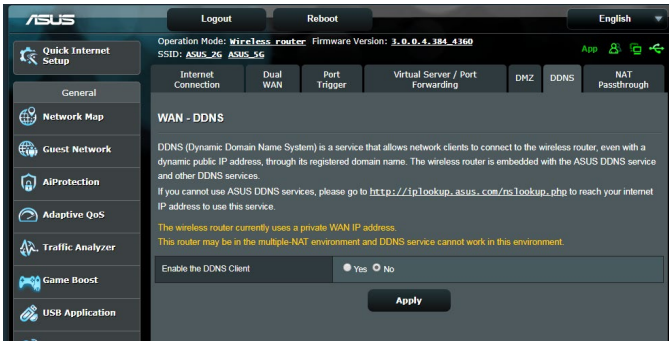 ASUS
Logout
Reboot
English
Operation Mode: Wireless router Firmware Version: 3.0.0.4.384_4360
SSID: ASUS_2G ASUS_5G
App
Quick Internet
Setup
General
Network Map
Guest Network
AiProtection
Adaptive QoS
Traffic Analyzer
Game Boost
USB Application
Internet
Connection
Dual
WAN
Port
Trigger
Virtual Server / Port
Forwarding
DMZ
DDNS
NAT
Passthrough
WAN - DDNS
DDNS (Dynamic Domain Name System) is a service that allows network clients to connect to the wireless router, even with a
dynamic public IP address, through its registered domain name. The wireless router is embedded with the ASUS DDNS service
and other DDNS services.
If you cannot use ASUS DDNS services, please go to http://iplookup.asus.com/nslookup.php to reach your internet
IP address to use this service.
The wireless router currently uses a private WAN IP
address.
This router may be in the multiple-NAT environment and DDNS service cannot work in this environment.
Enable the DDNS Client
Yes No
Apply